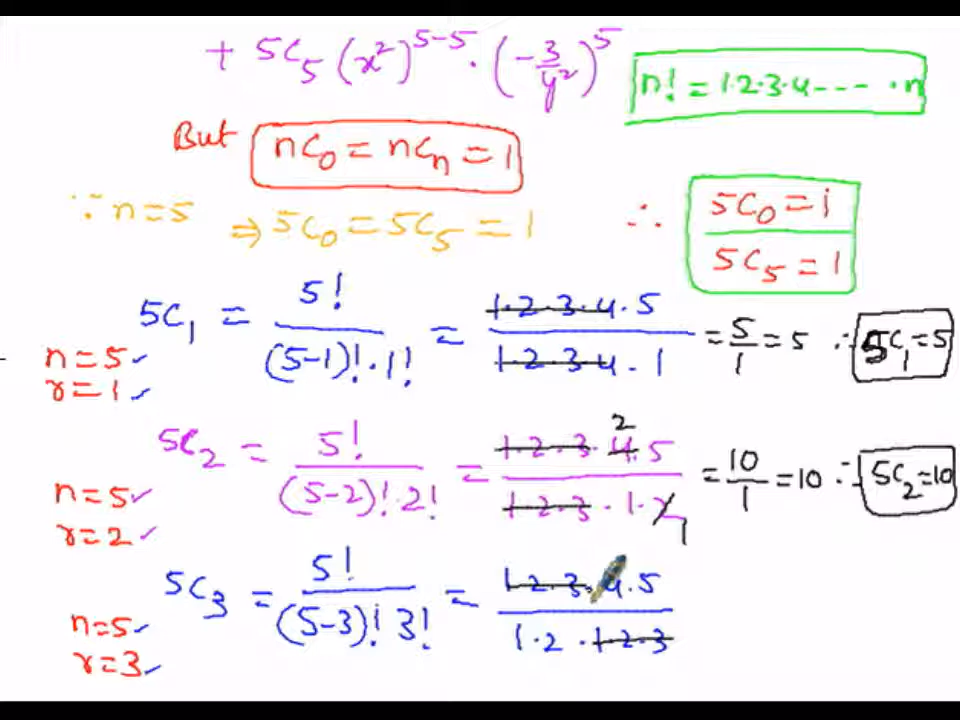 + 5C₅ (x²)⁵⁻⁵ · (-3/y²)⁵
n! = 1·2·3·4---- ·n
But nC₀ = nCₙ = 1
∵ n=5 ⇒ 5C₀ = 5C₅ = 1 ∴ 5C₀ = 1
5C₅ = 1
5C₁ = 5!/((5-1)!·1!) = (1·2·3·4·5)/(1·2·3·4·1) = 5/1 = 5 ∴ 5C₁=5
n=5
r=1
5C₂ = 5!/((5-2)!·2!) = (1·2·3·4·5)/(1·2·3·1·2) 2 1 = 10/1 = 10 ∴ 5C₂=10
n=5
r=2
5C₃ = 5!/((5-3)! 3!) = (1·2·3·4·5)/(1·2·1·2·3)
n=5
r=3